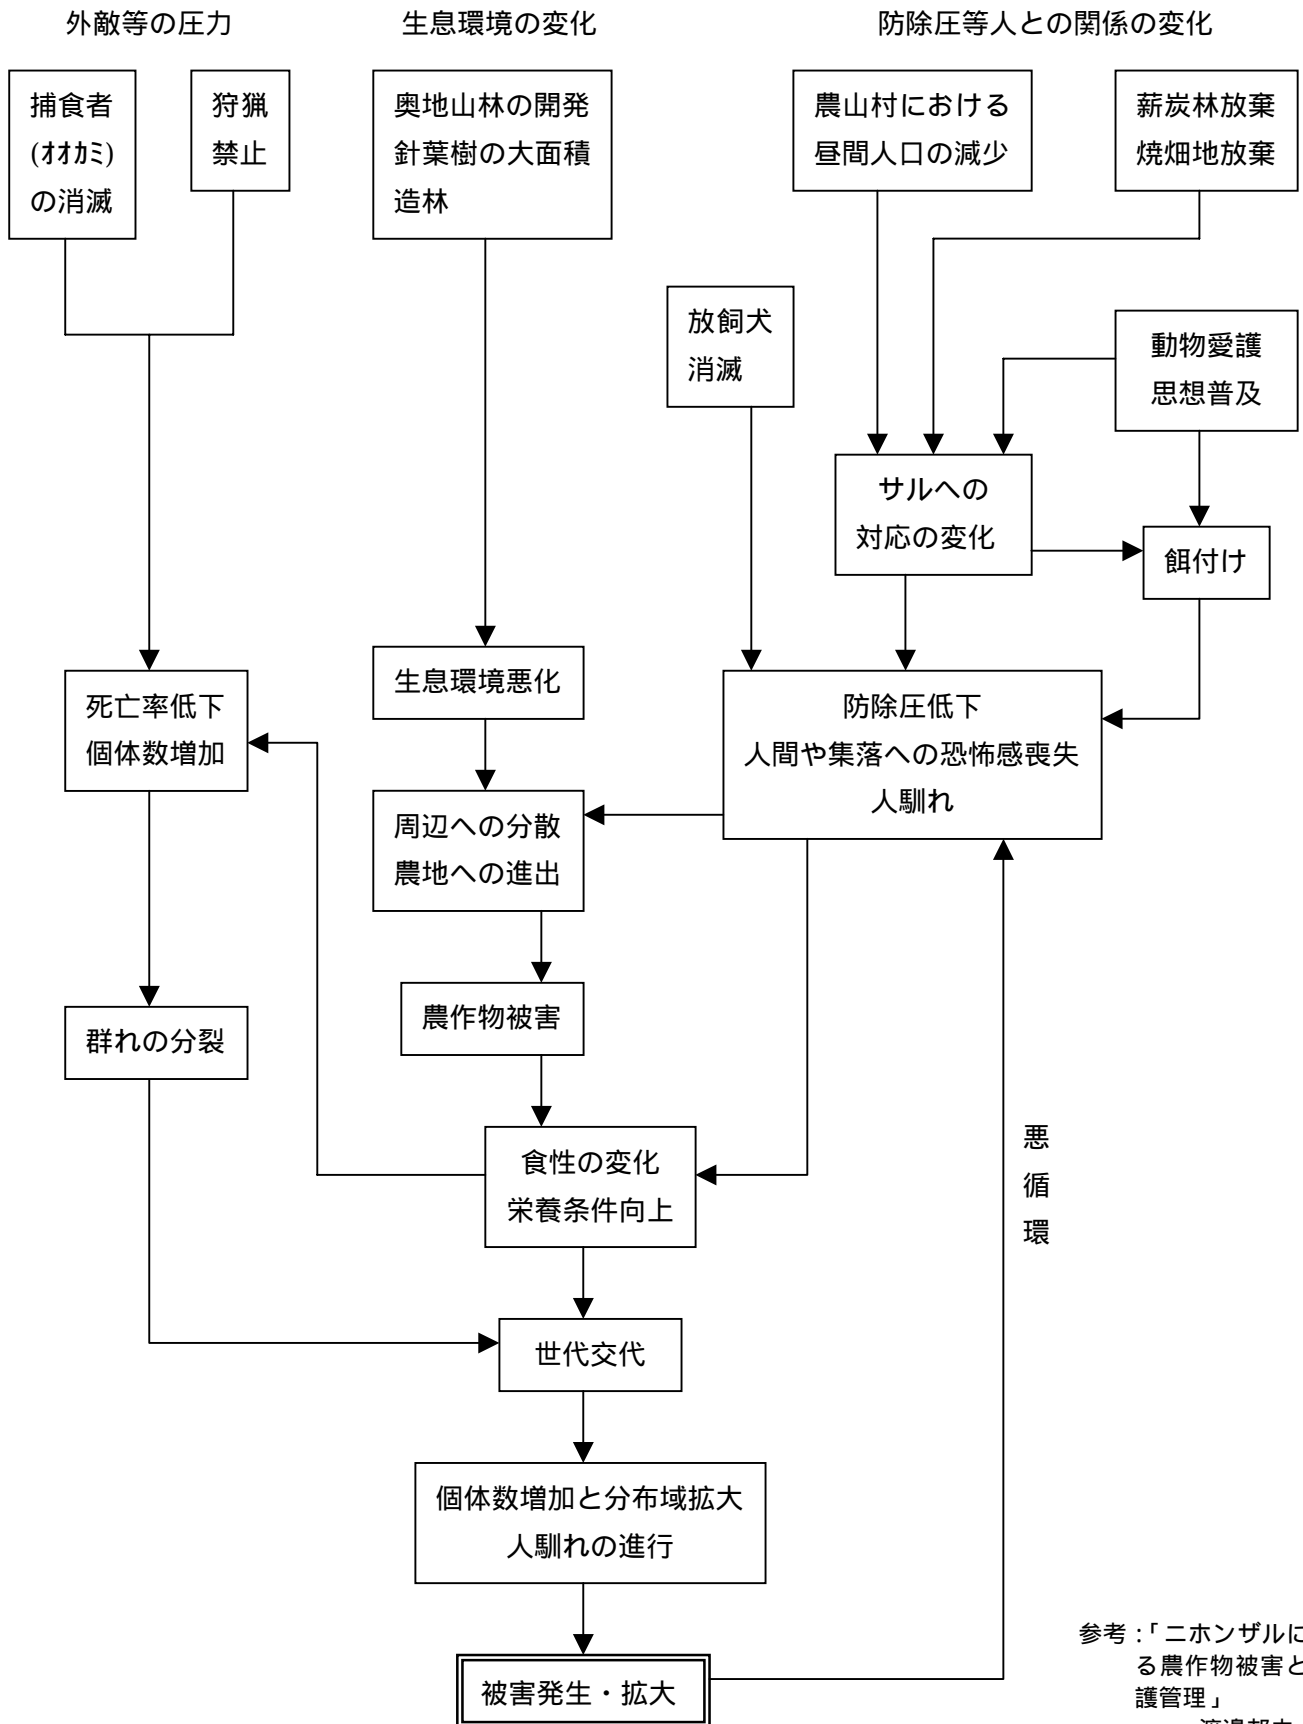 外敵等の圧力
生息環境の変化
防除圧等人との関係の変化
捕食者
(オオカミ)
の消滅
狩猟
禁止
奥地山林の開発
針葉樹の大面積
造林
農山村における
昼間人口の減少
薪炭林放棄
焼畑地放棄
放飼犬
消滅
動物愛護
思想普及
サルへの
対応の変化
餌付け
生息環境悪化
死亡率低下
個体数増加
防除圧低下
人間や集落への恐怖感喪失
人馴れ
周辺への分散
農地への進出
農作物被害
群れの分裂
食性の変化
栄養条件向上
悪
循
環
世代交代
個体数増加と分布域拡大
人馴れの進行
被害発生・拡大
参考:「ニホンザルに
る農作物被害と
護管理」